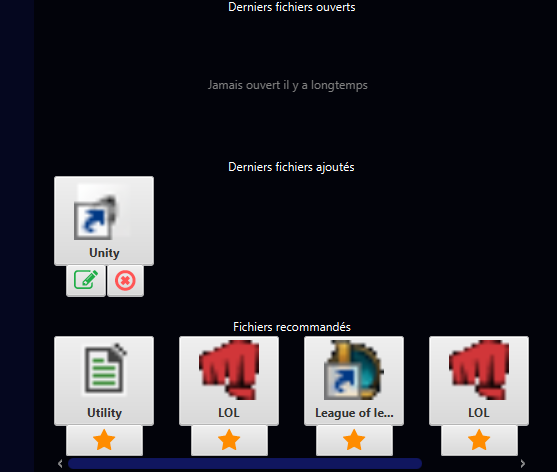 Derniers fichiers ouverts
Jamais ouvert il y a longtemps
Derniers fichiers ajoutés
Unity
Fichiers recommandés
Utility
LOL
League of le...
LOL